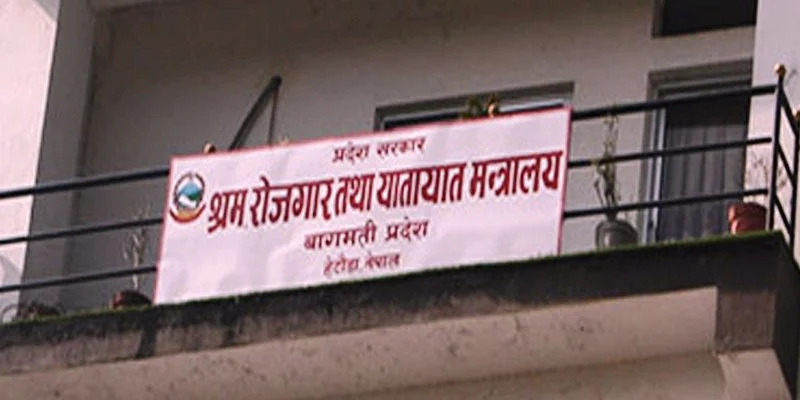 प्रदेश सरकार
श्रम, रोजगार तथा यातायात मन्त्रालय
बागमती प्रदेश
हेटौडा, नेपाल